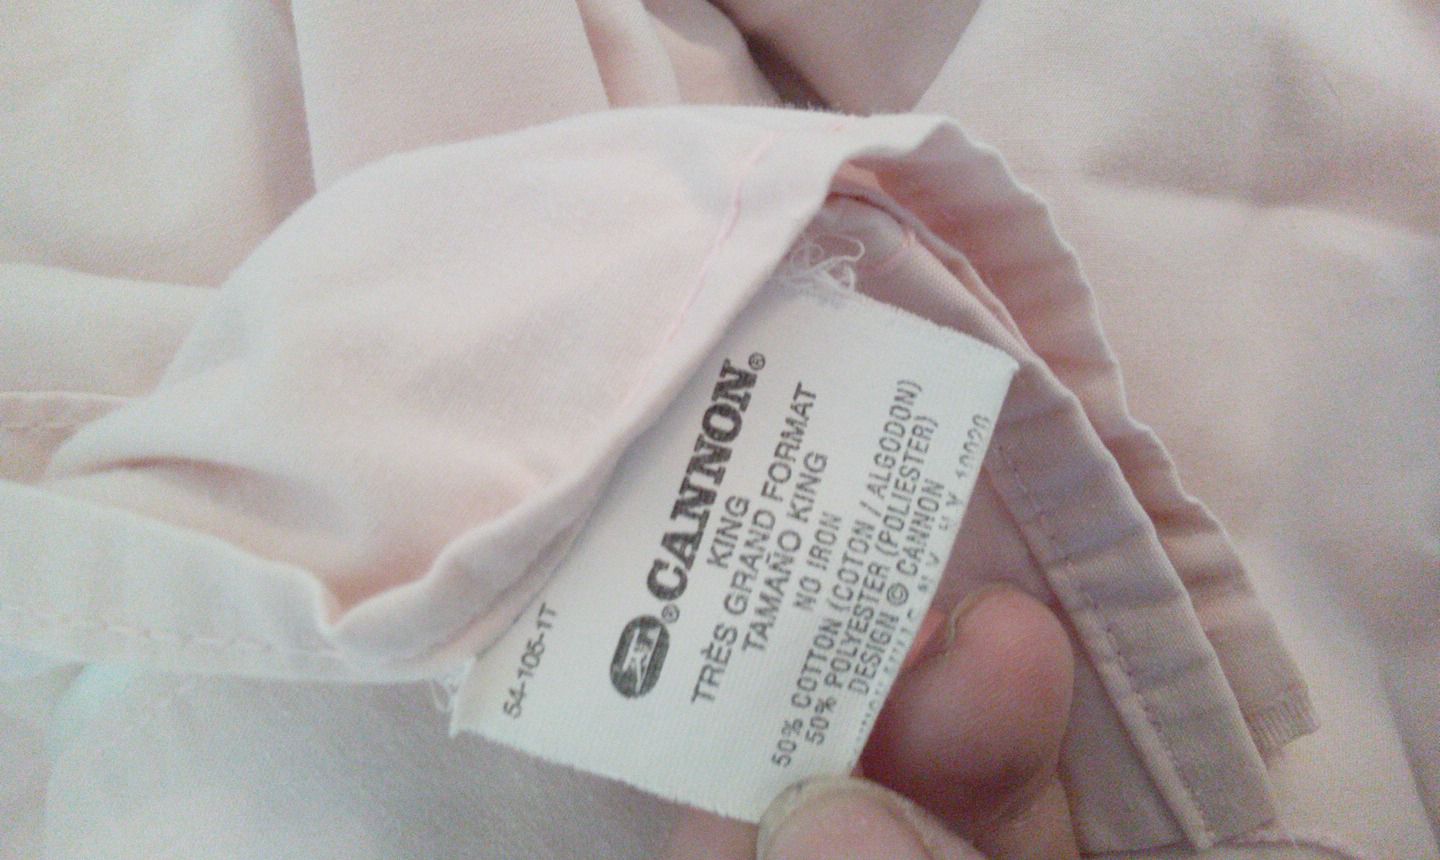 54-106-1T
®CANNON®
KING
TRÈS GRAND FORMAT
TAMAÑO KING
NO IRON
50% COTTON (COTON / ALGODON)
50% POLYESTER (POLIESTER)
DESIGN © CANNON